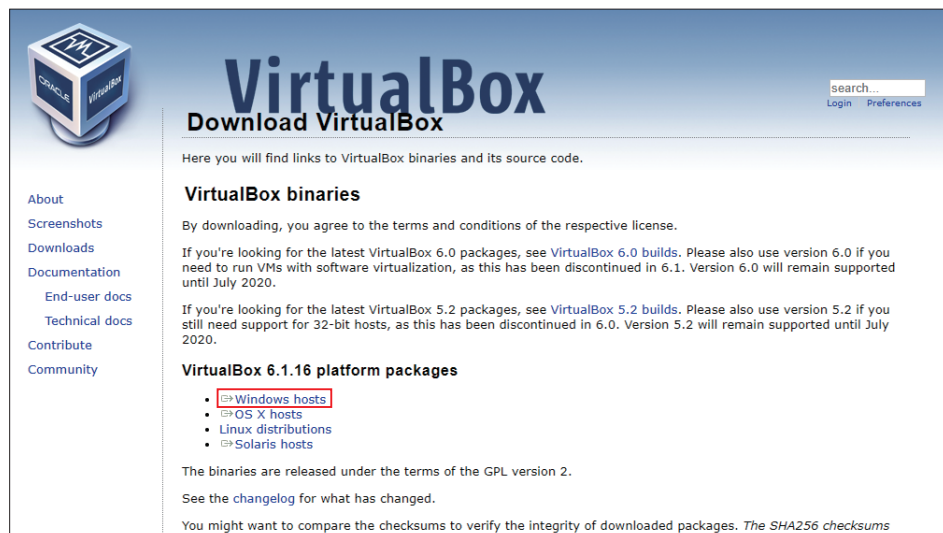 ORACLE
VirtualBox
VirtualBox
search...
Login Preferences
Download VirtualBox
Here you will find links to VirtualBox binaries and its source code.
About
Screenshots
Downloads
Documentation
End-user docs
Technical docs
Contribute
Community
VirtualBox binaries
By downloading, you agree to the terms and conditions of the respective license.
If you're looking for the latest VirtualBox 6.0 packages, see VirtualBox 6.0 builds. Please also use version 6.0 if you
need to run VMs with software virtualization, as this has been discontinued in 6.1. Version 6.0 will remain supported
until July 2020.
If you're looking for the latest VirtualBox 5.2 packages, see VirtualBox 5.2 builds. Please also use version 5.2 if you
still need support for 32-bit hosts, as this has been discontinued in 6.0. Version 5.2 will remain supported until July
2020.
VirtualBox 6.1.16 platform packages
Windows hosts
OS X hosts
Linux distributions
Solaris hosts
The binaries are released under the terms of the GPL version 2.
See the changelog for what has changed.
You might want to compare the checksums to verify the integrity of downloaded packages. The SHA256 checksums